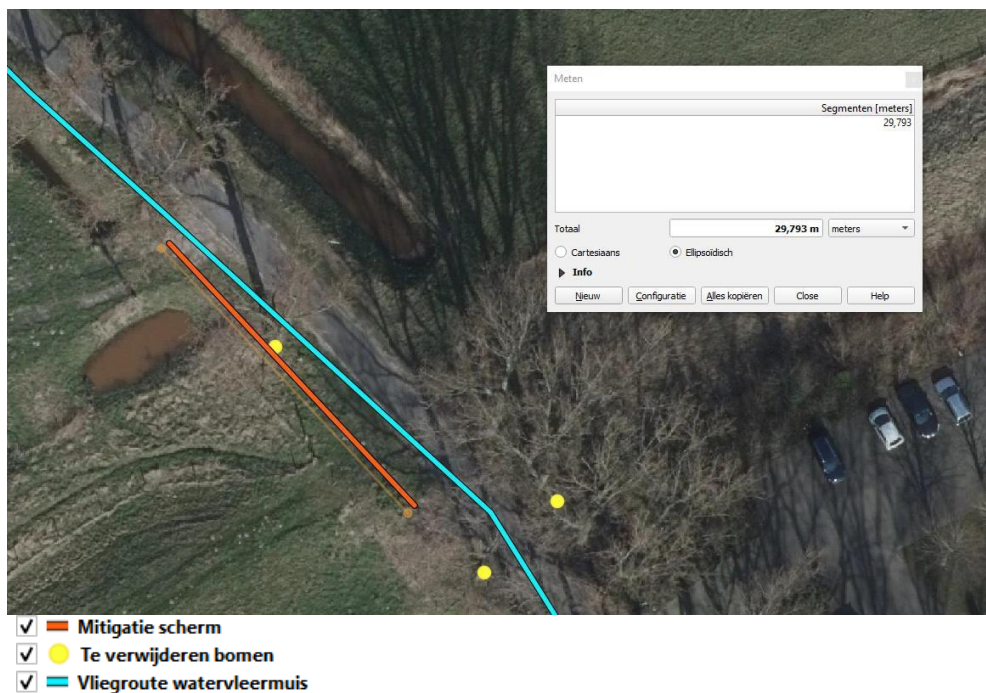 Meten
Segmenten [meters]
29,793
Totaal
29,793 m
meters
Cartesiaans
Ellipsoïdisch
Info
Nieuw
Configuratie
Alles kopiëren
Close
Help
Mitigatie scherm
Te verwijderen bomen
Vliegroute watervleermuis